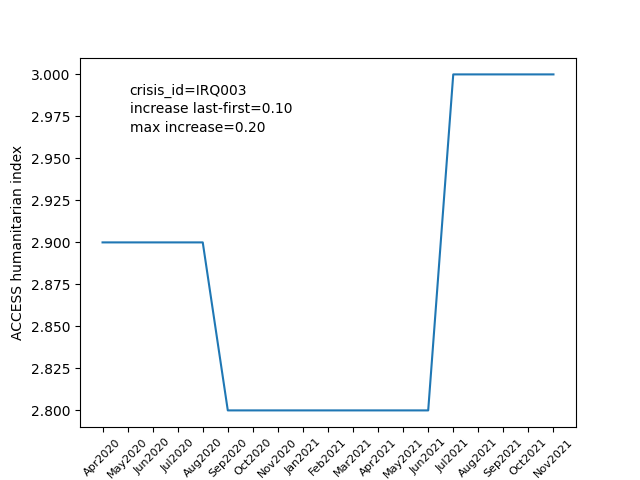 crisis_id=IRQ003
increase last-first=0.10
max increase=0.20
ACCESS humanitarian index
3.000
2.975
2.950
2.925
2.900
2.875
2.850
2.825
2.800
Apr2020
May2020
Jun2020
Jul2020
Aug2020
Sep2020
Oct2020
Nov2020
Jan2021
Feb2021
Mar2021
Apr2021
May2021
Jun2021
Jul2021
Aug2021
Sep2021
Oct2021
Nov2021